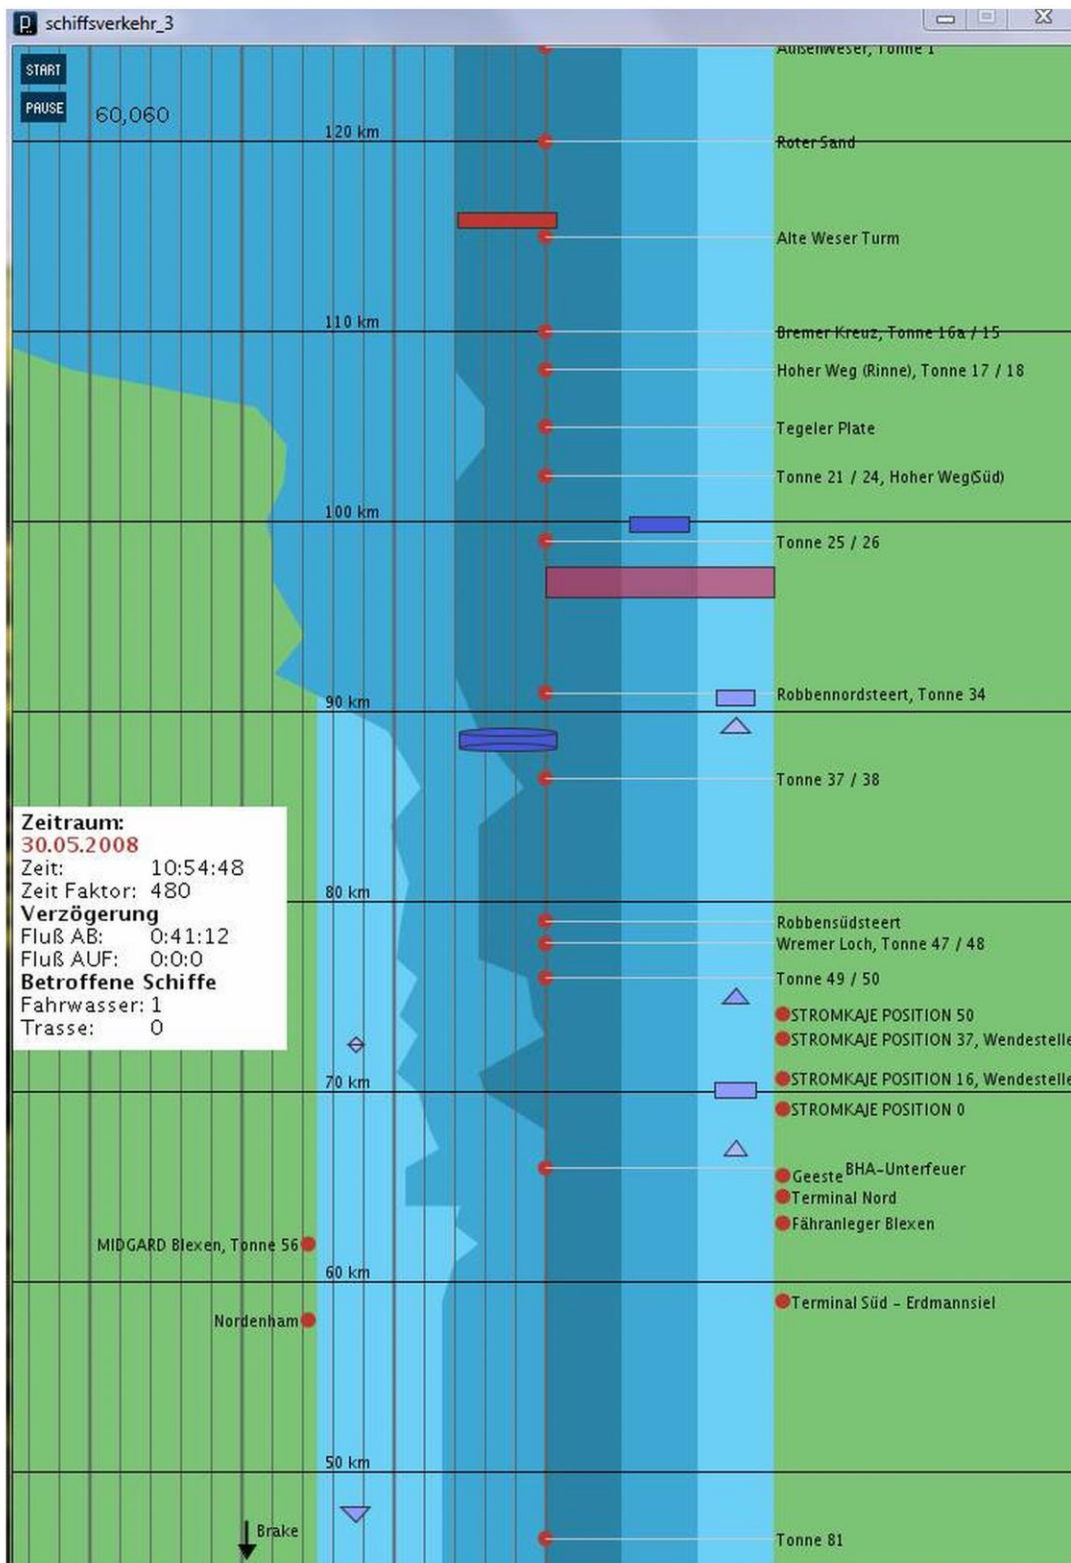 schiffsverkehr_3
Außenweser, Tonne 1
START
PAUSE
60,060
120 km
Roter Sand
Alte Weser Turm
110 km
Bremer Kreuz, Tonne 16a / 15
Hoher Weg (Rinne), Tonne 17 / 18
Tegeler Plate
Tonne 21 / 24, Hoher Weg(Süd)
100 km
Tonne 25 / 26
Robbennordsteert, Tonne 34
90 km
Tonne 37 / 38
Zeitraum:
30.05.2008
Zeit: 10:54:48
Zeit Faktor: 480
Verzögerung
Fluß AB: 0:41:12
Fluß AUF: 0:0:0
Betroffene Schiffe
Fahrwasser: 1
Trasse: 0
80 km
Robbensüdsteert
Wremer Loch, Tonne 47 / 48
Tonne 49 / 50
STROMKAJE POSITION 50
STROMKAJE POSITION 37, Wendestelle
70 km
STROMKAJE POSITION 16, Wendestelle
STROMKAJE POSITION 0
Geeste BHA-Unterfeuer
Terminal Nord
Fähranleger Blexen
MIDGARD Blexen, Tonne 56
60 km
Terminal Süd - Erdmannsiel
Nordenham
50 km
Brake
Tonne 81